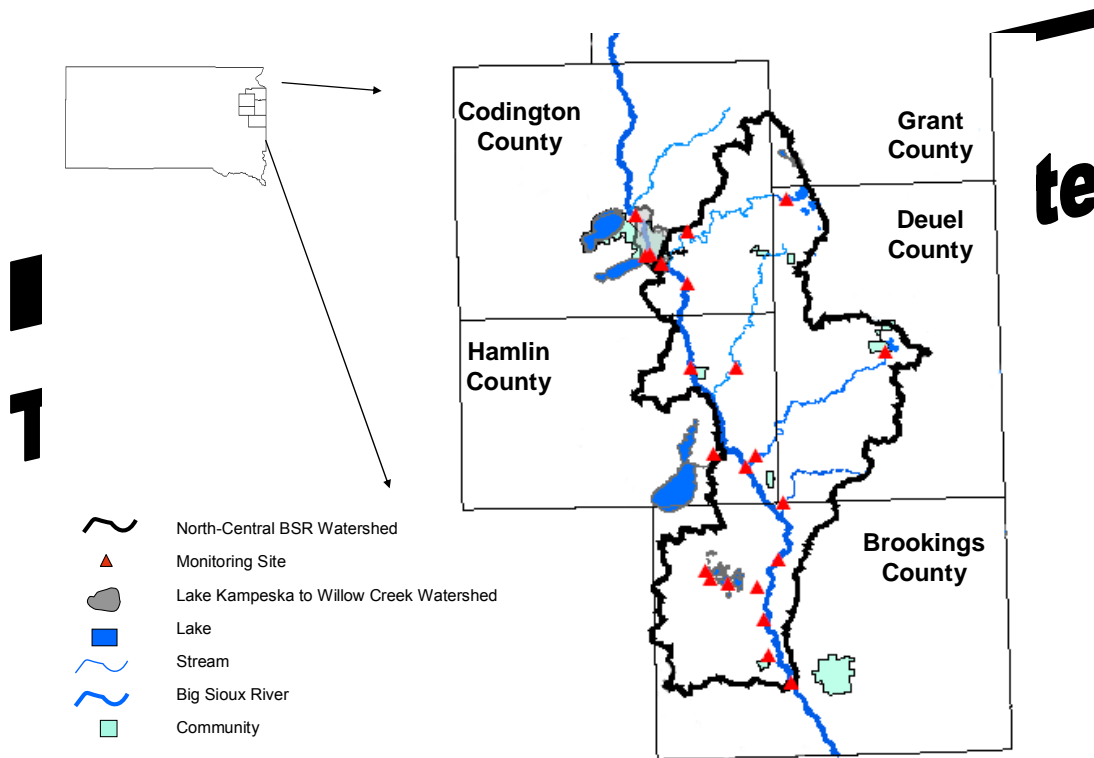 Codington
County
Grant
County
te
Deuel
County
Hamlin
County
T
Brookings
County
North-Central BSR Watershed
Monitoring Site
Lake Kampeska to Willow Creek Watershed
Lake
Stream
Big Sioux River
Community